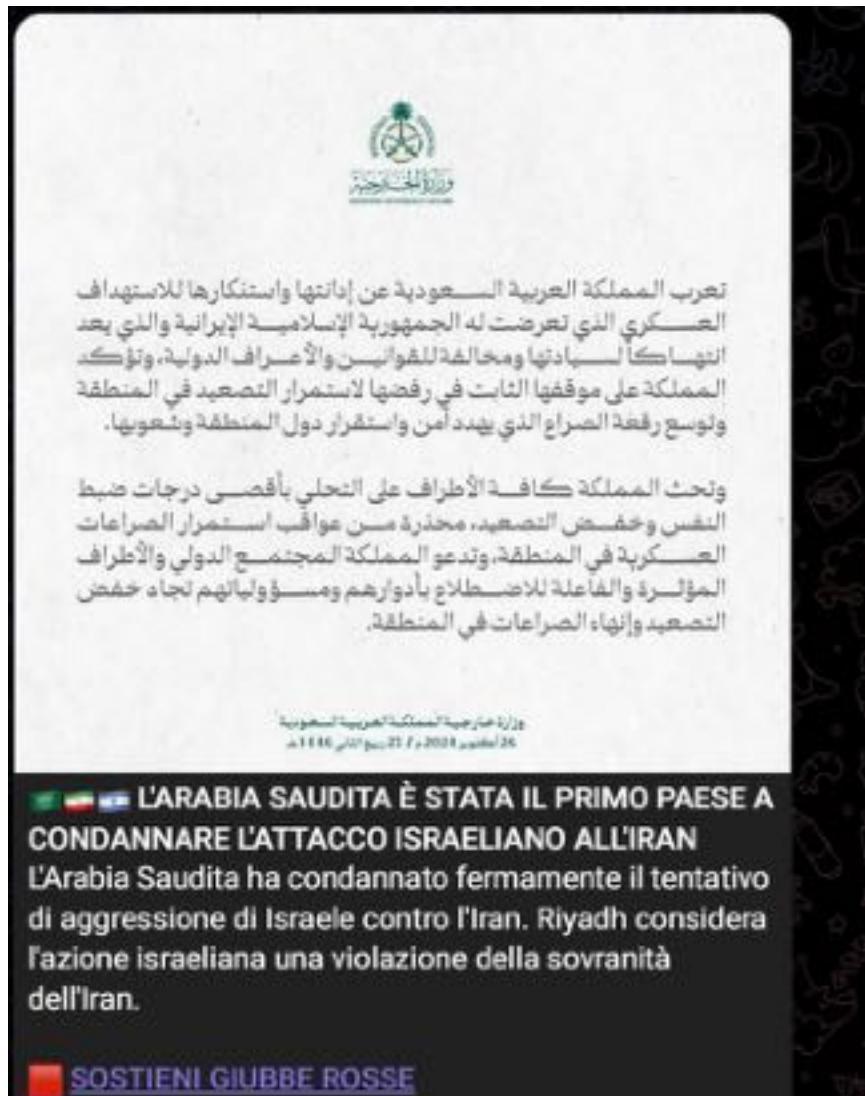 وزارة الخارجية
تعرب المملكة العربية السعودية عن إدانتها واستنكارها للاستهداف
العسكري الذي تعرضت له الجمهورية الإسلامية الإيرانية والذي يعد
انتهاكاً لسيادتها ومخالفة للقوانين والأعراف الدولية، وتؤكد
المملكة على موقفها الثابت في رفضها لاستمرار التصعيد في المنطقة
وتوسع رقعة الصراع الذي يهدد أمن واستقرار دول المنطقة وشعوبها.
وتحث المملكة كافة الأطراف على التحلي بأقصى درجات ضبط
النفس وخفض التصعيد، محذرة من عواقب استمرار الصراعات
العسكرية في المنطقة، وتدعو المملكة المجتمع الدولي والأطراف
المؤثرة والفاعلة للاضطلاع بأدوارهم ومسؤولياتهم تجاه خفض
التصعيد وإنهاء الصراعات في المنطقة.
وزارة خارجية المملكة العربية السعودية
26 أكتوبر 2024م / ربيع الثاني 1446هـ
L'ARABIA SAUDITA È STATA IL PRIMO PAESE A
CONDANNARE L'ATTACCO ISRAELIANO ALL'IRAN
L'Arabia Saudita ha condannato fermamente il tentativo
di aggressione di Israele contro l'Iran. Riyadh considera
l'azione israeliana una violazione della sovranità
dell'Iran.
SOSTIENI GIUBBE ROSSE